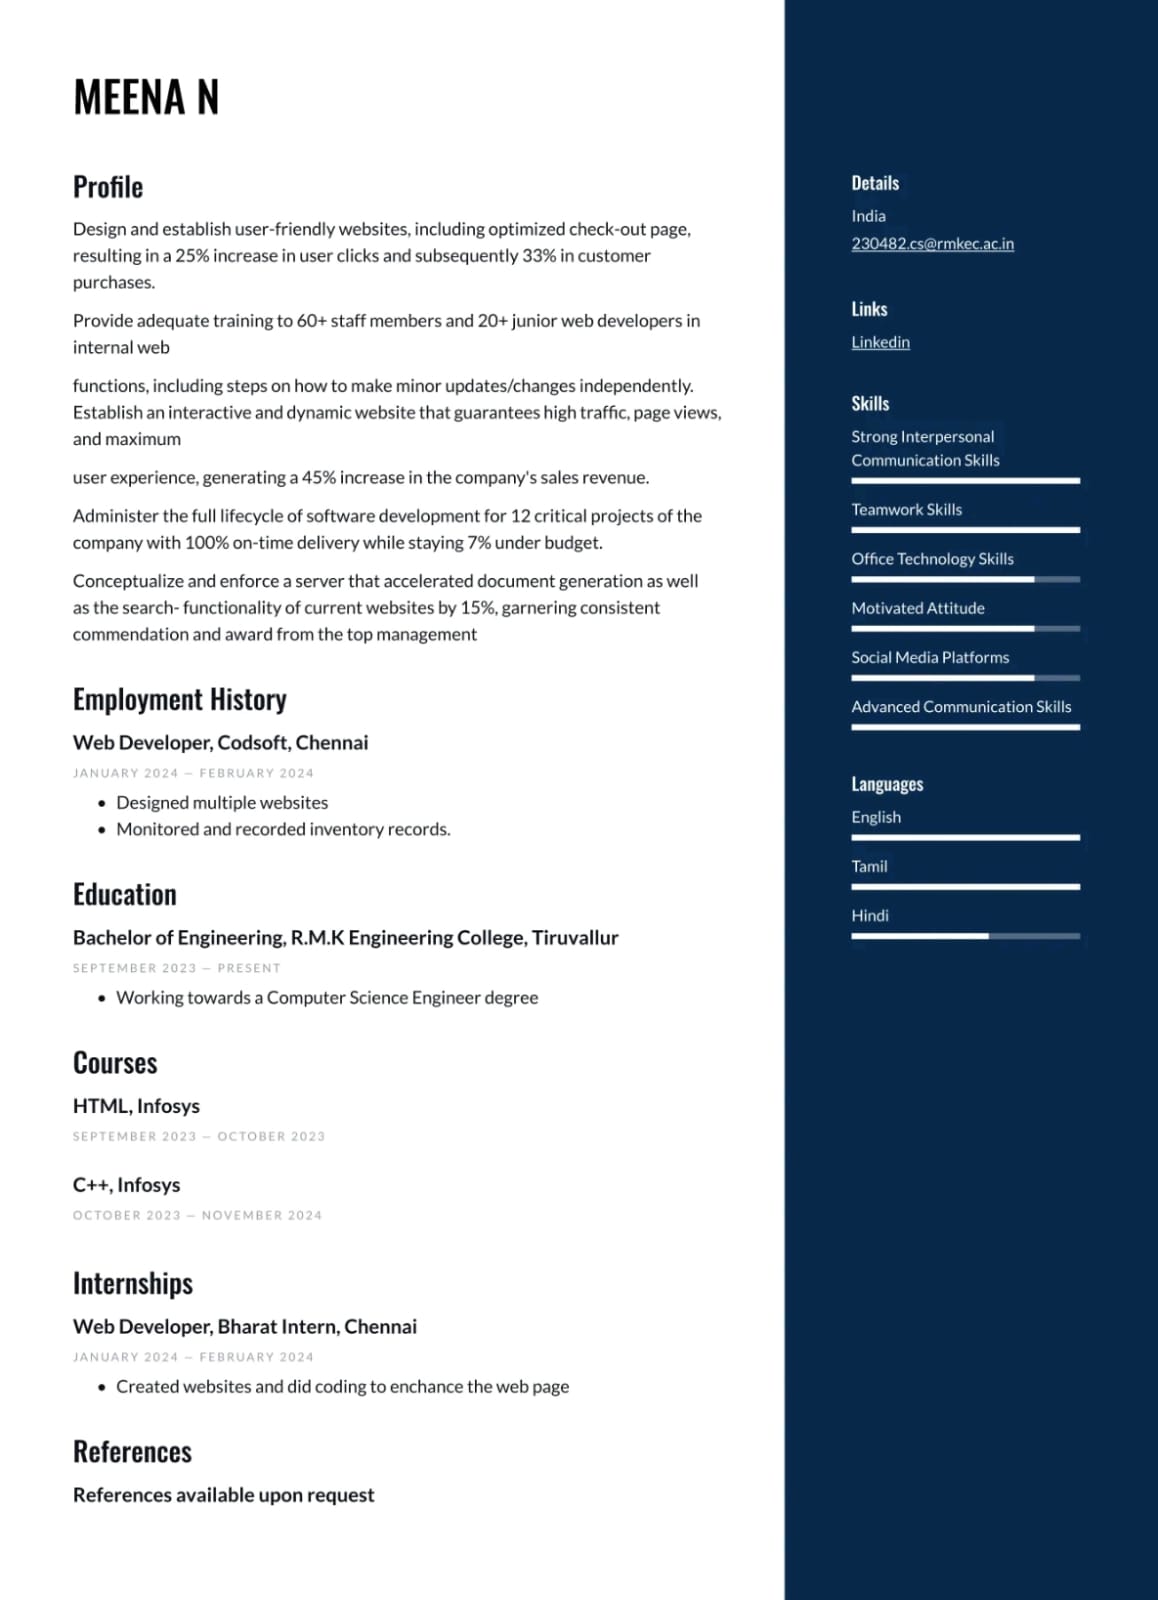 MEENA N
Profile
Design and establish user-friendly websites, including optimized check-out page,
resulting in a 25% increase in user clicks and subsequently 33% in customer
purchases.
Provide adequate training to 60+ staff members and 20+ junior web developers in
internal web
functions, including steps on how to make minor updates/changes independently.
Establish an interactive and dynamic website that guarantees high traffic, page views,
and maximum
user experience, generating a 45% increase in the company's sales revenue.
Administer the full lifecycle of software development for 12 critical projects of the
company with 100% on-time delivery while staying 7% under budget.
Conceptualize and enforce a server that accelerated document generation as well
as the search- functionality of current websites by 15%, garnering consistent
commendation and award from the top management
Employment History
Web Developer, Codsoft, Chennai
JANUARY 2024 — FEBRUARY 2024
• Designed multiple websites
• Monitored and recorded inventory records.
Education
Bachelor of Engineering, R.M.K Engineering College, Tiruvallur
SEPTEMBER 2023 — PRESENT
• Working towards a Computer Science Engineer degree
Courses
HTML, Infosys
SEPTEMBER 2023 — OCTOBER 2023
C++, Infosys
OCTOBER 2023 — NOVEMBER 2024
Internships
Web Developer, Bharat Intern, Chennai
JANUARY 2024 — FEBRUARY 2024
• Created websites and did coding to enchance the web page
References
References available upon request
Details
India
230482.cs@rmkec.ac.in
Links
Linkedin
Skills
Strong Interpersonal
Communication Skills
Teamwork Skills
Office Technology Skills
Motivated Attitude
Social Media Platforms
Advanced Communication Skills
Languages
English
Tamil
Hindi